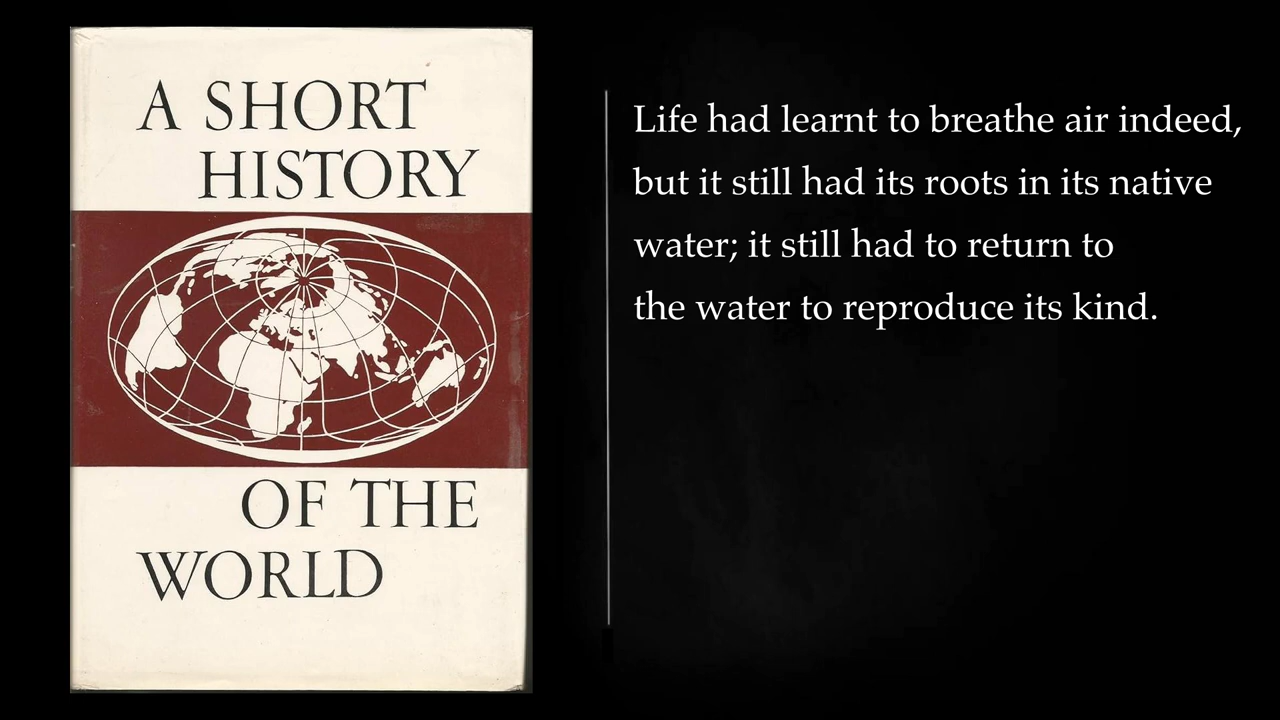 A SHORT
HISTORY
OF THE
WORLD
Life had learnt to breathe air indeed,
but it still had its roots in its native
water; it still had to return to
the water to reproduce its kind.